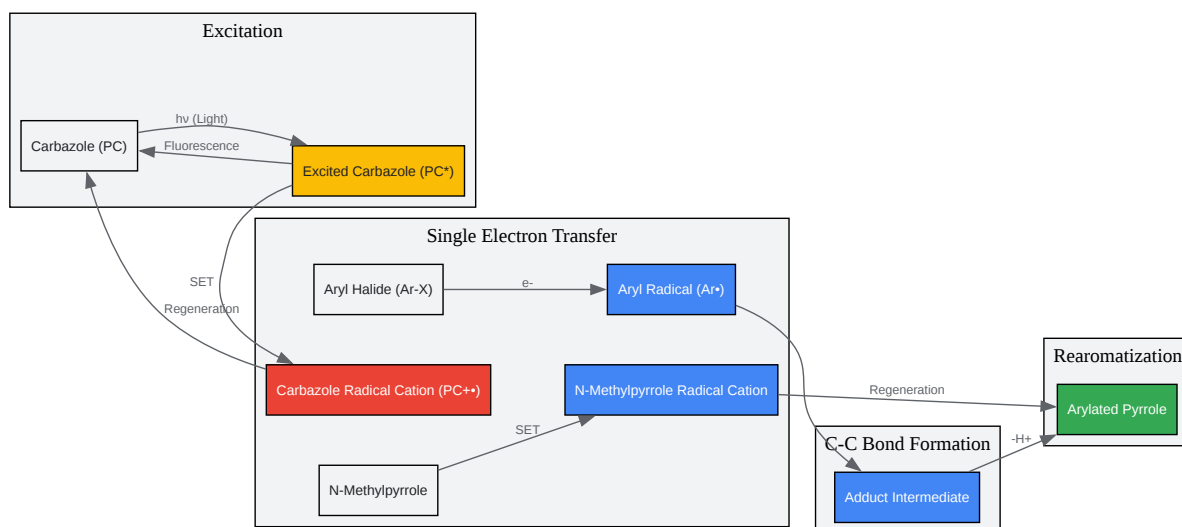 Excitation
hν (Light)
Carbazole (PC)
Fluorescence
Excited Carbazole (PC*)
Single Electron Transfer
SET
Aryl Halide (Ar-X)
e-
Aryl Radical (Ar•)
Regeneration
Rearomatization
Carbazole Radical Cation (PC+•)
N-Methylpyrrole Radical Cation
Regeneration
Arylated Pyrrole
SET
C-C Bond Formation
-H+
N-Methylpyrrole
Adduct Intermediate